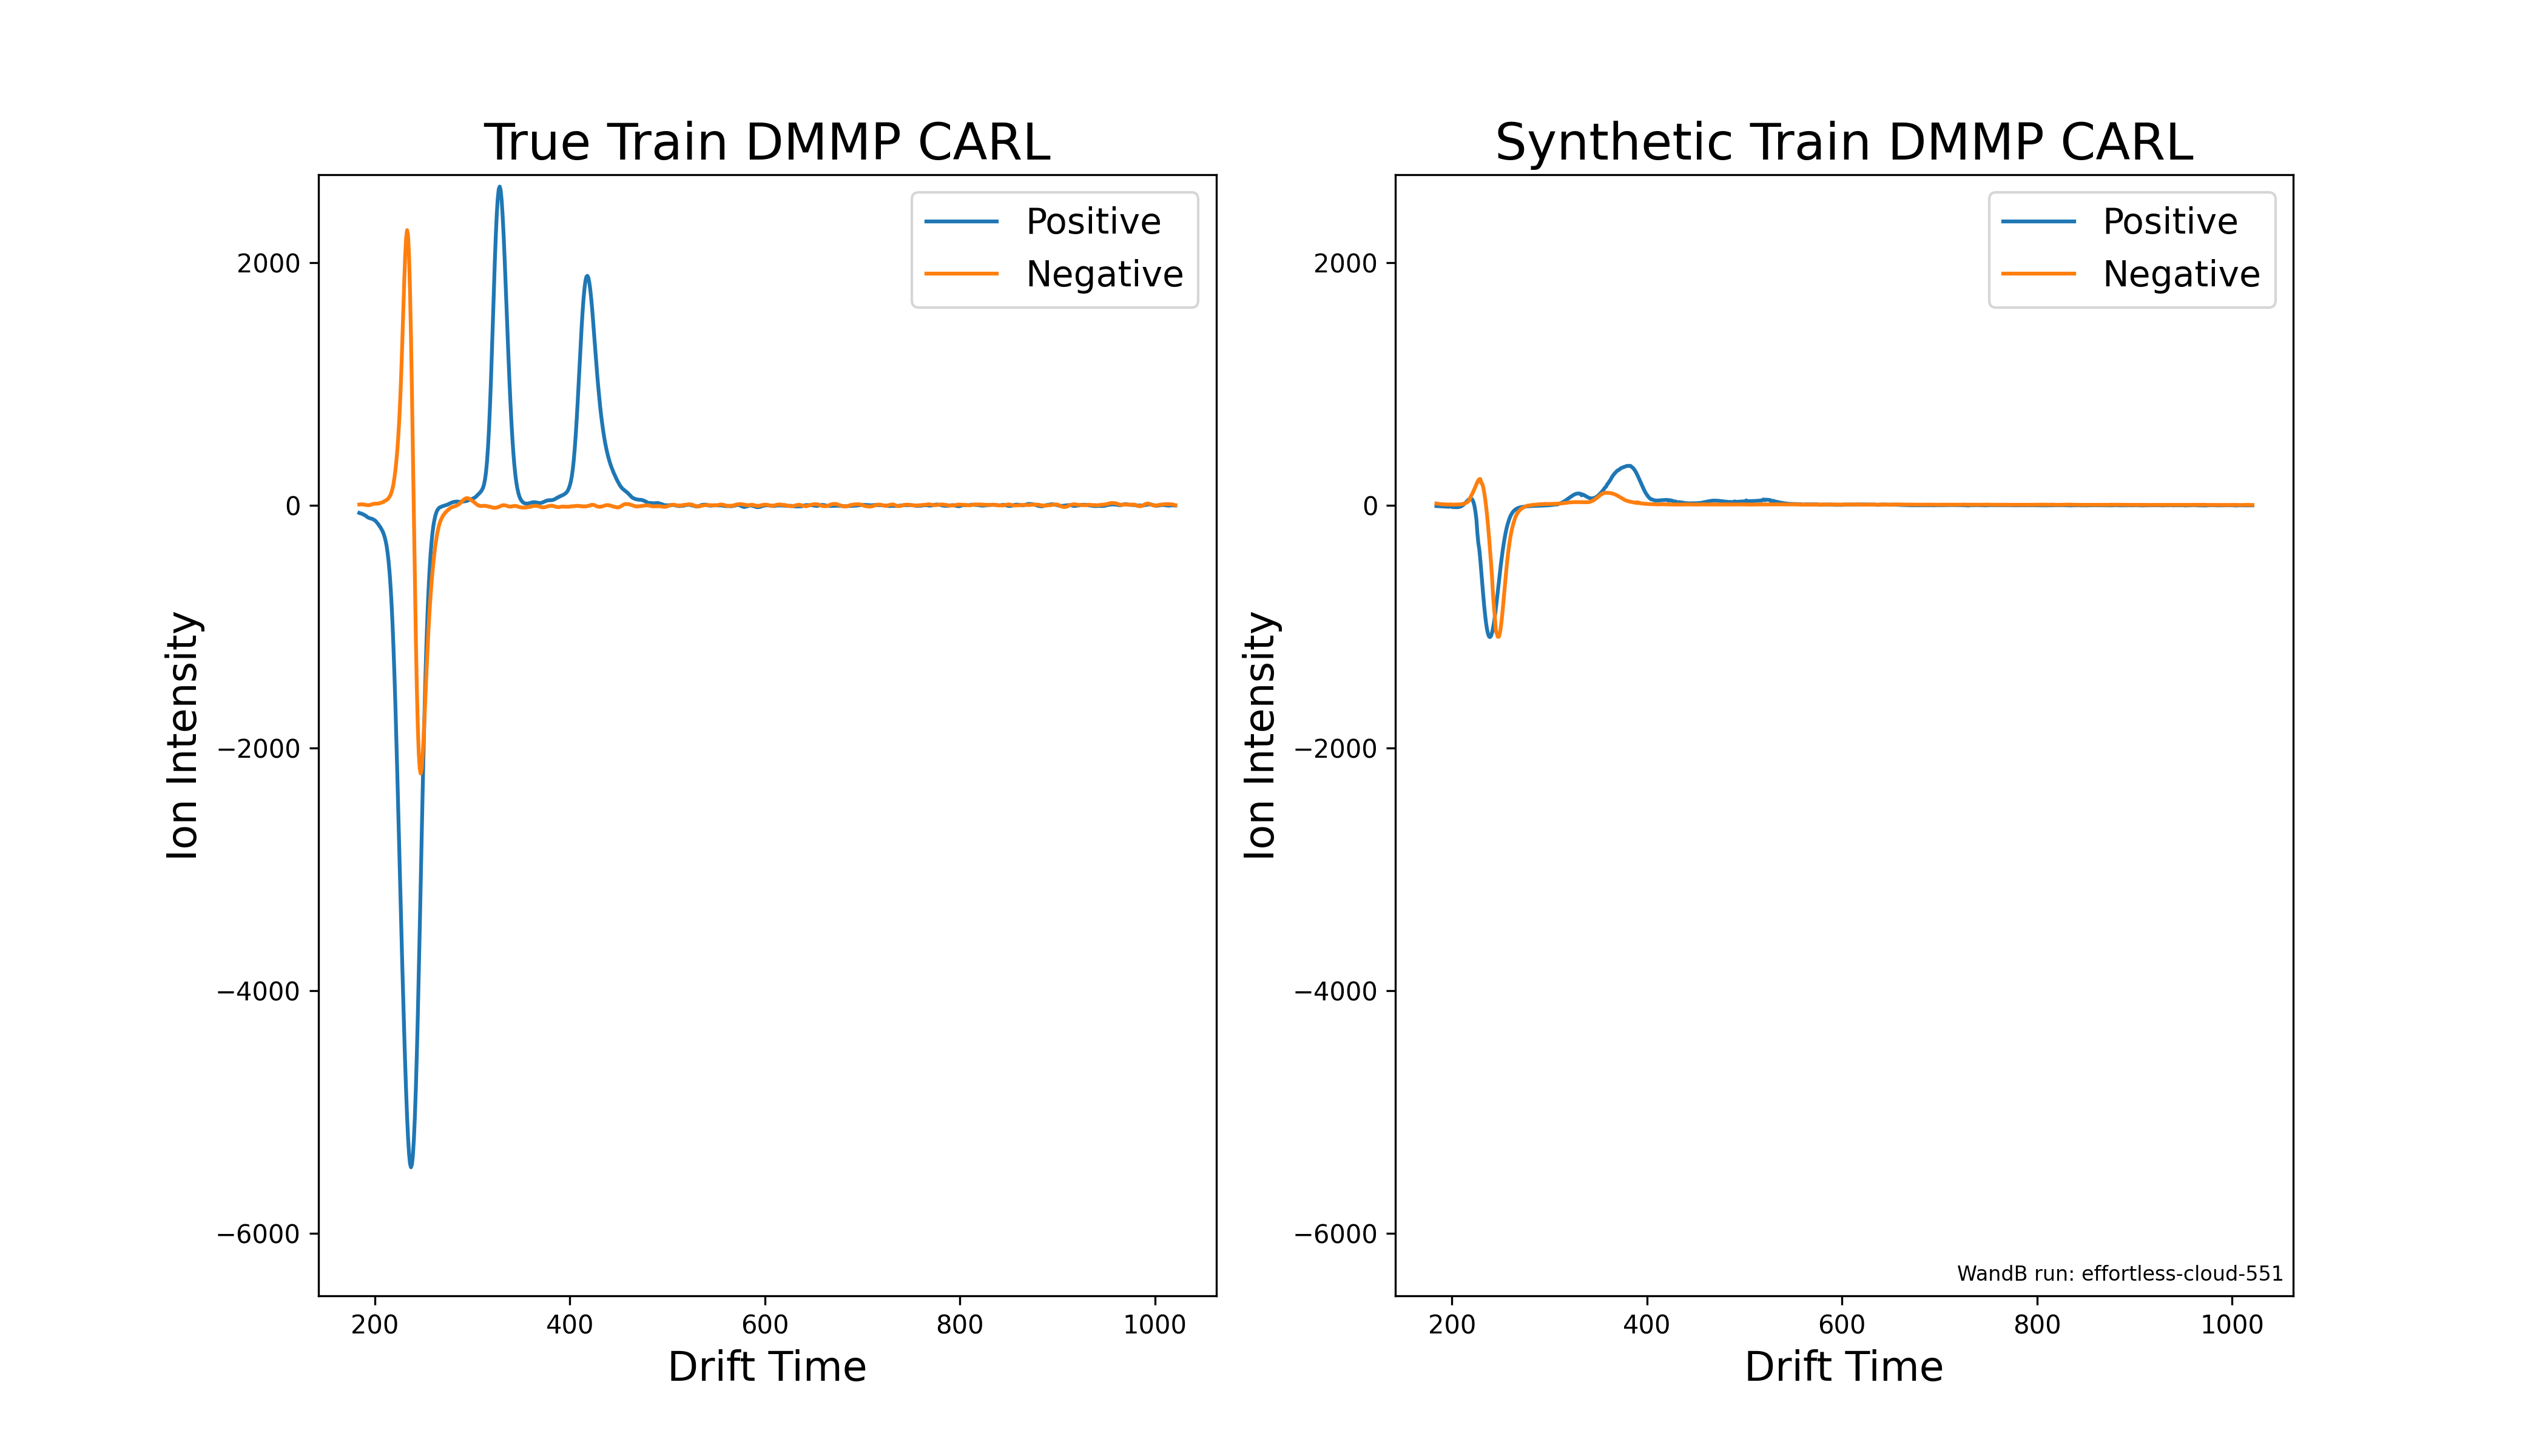 True Train DMMP CARL
Positive
Negative
2000
0
−2000
−4000
−6000
Ion Intensity
200 400 600 800 1000
Drift Time
Synthetic Train DMMP CARL
Positive
Negative
2000
0
−2000
−4000
−6000
Ion Intensity
WandB run: effortless-cloud-551
200 400 600 800 1000
Drift Time